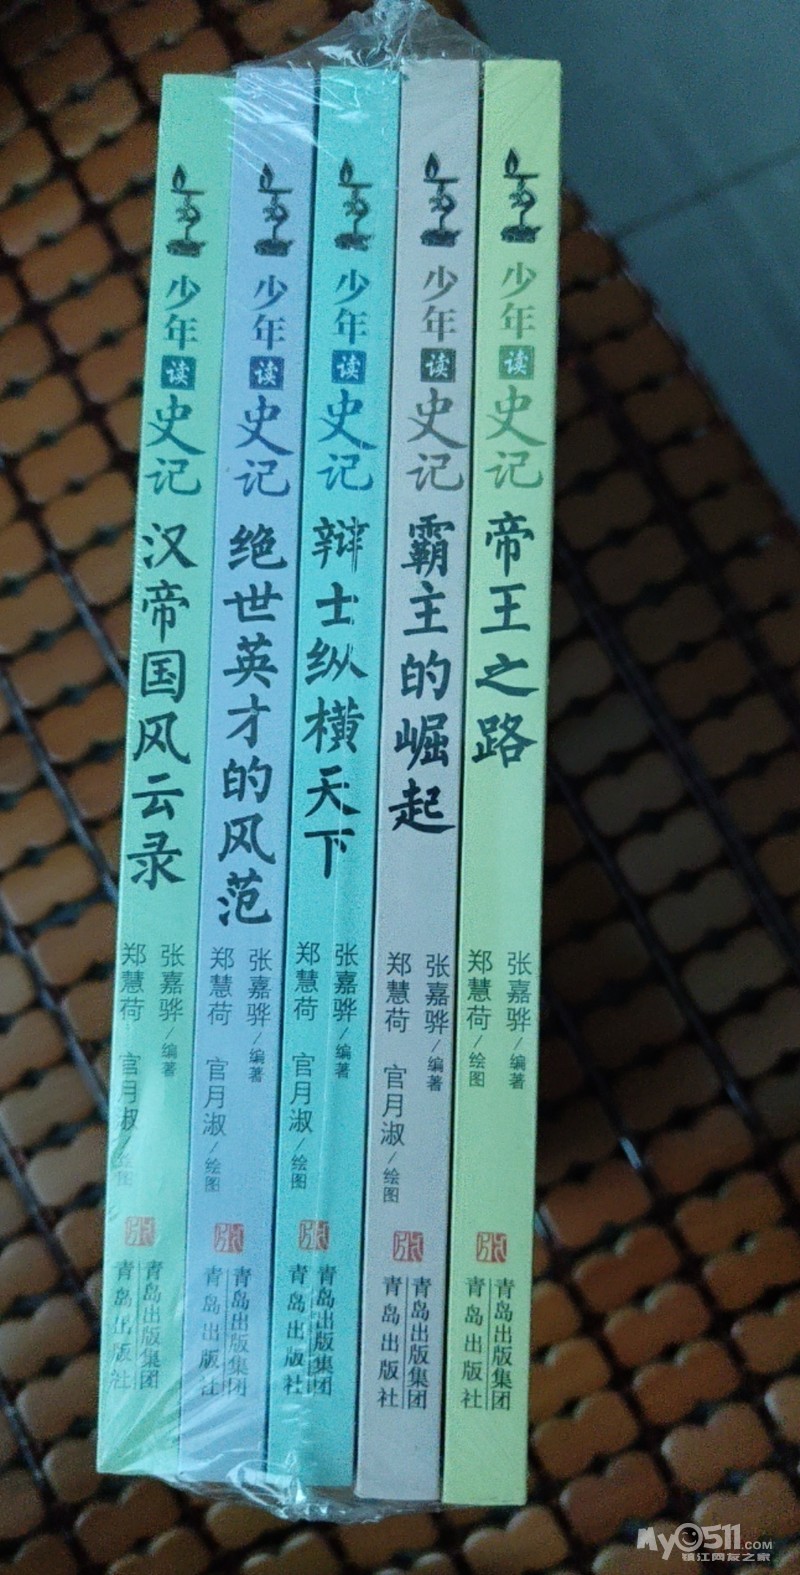 少年读史记
汉帝国风云录
张嘉骅/编著
郑慧荷 官月淑/绘图
青岛出版集团
青岛出版社
少年读史记
绝世英才的风范
张嘉骅/编著
郑慧荷 官月淑/绘图
青岛出版集团
青岛出版社
少年读史记
辩士纵横天下
张嘉骅/编著
郑慧荷 官月淑/绘图
青岛出版集团
青岛出版社
少年读史记
霸主的崛起
张嘉骅/编著
郑慧荷 官月淑/绘图
青岛出版集团
青岛出版社
少年读史记
帝王之路
张嘉骅/编著
郑慧荷/绘图
青岛出版集团
青岛出版社
My0511.com
镇江网友之家